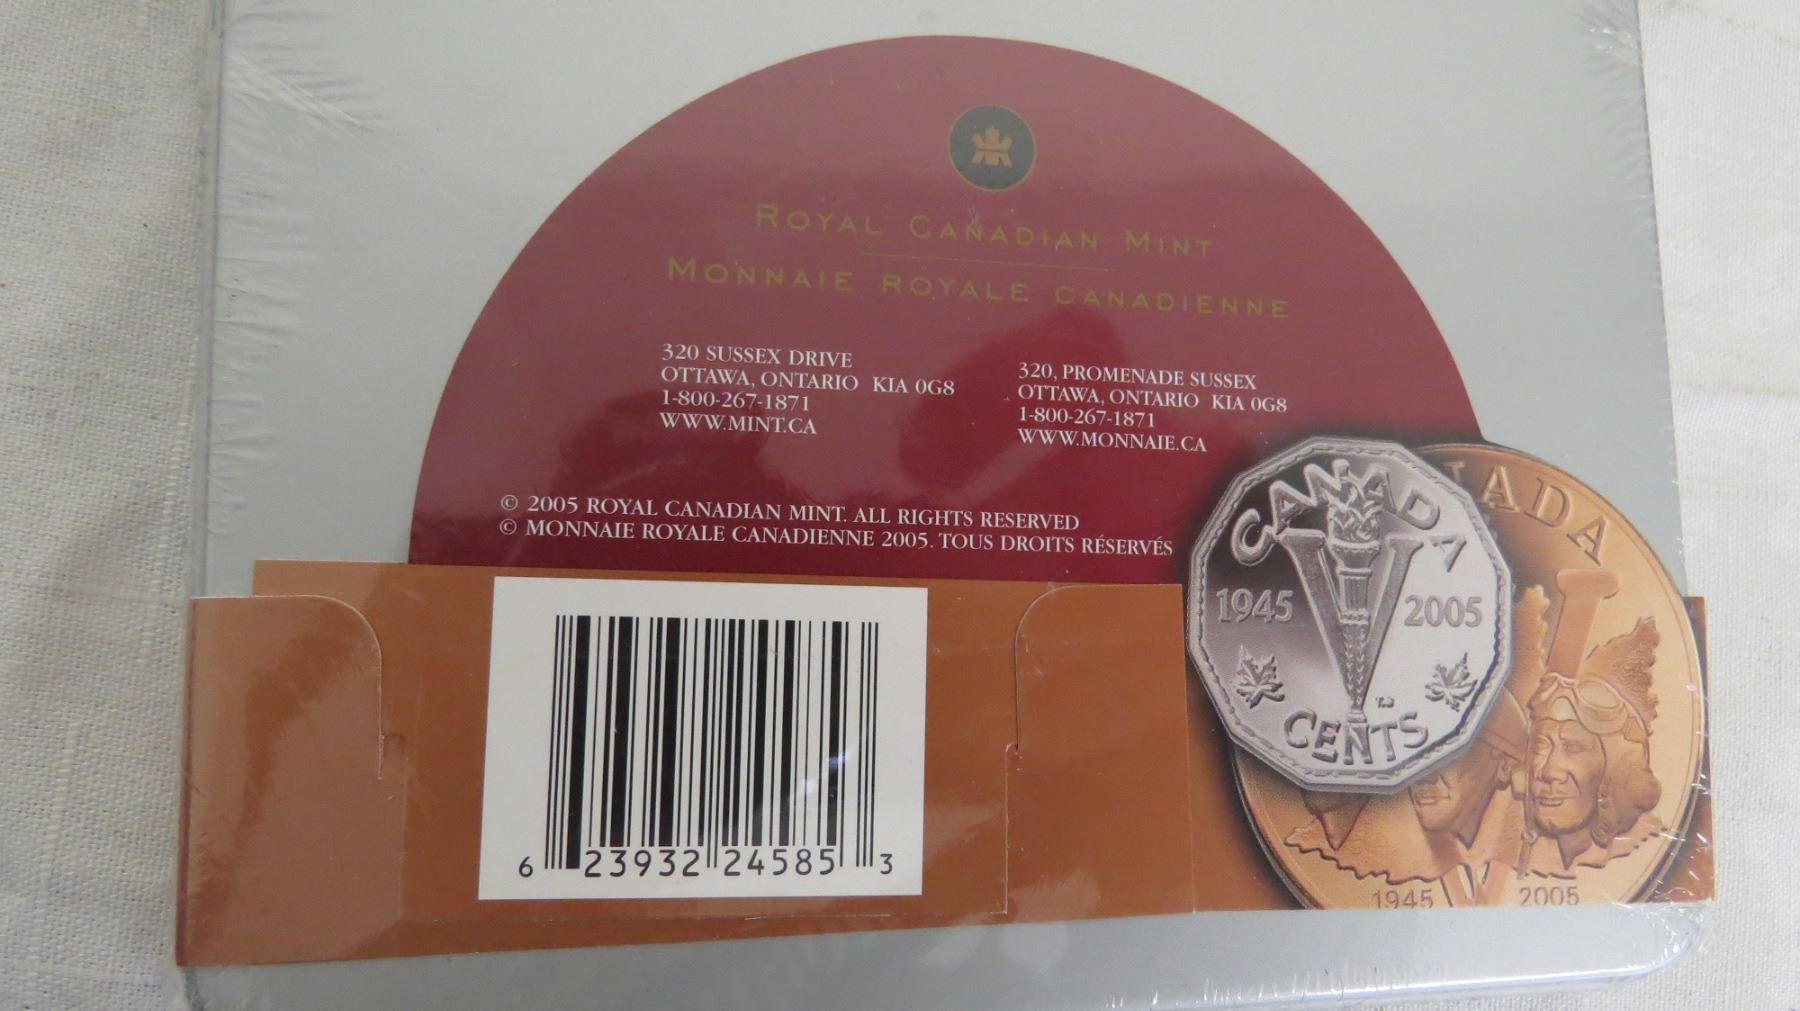 ROYAL CANADIAN MINT
MONNAIE ROYALE CANADIENNE
320 SUSSEX DRIVE
OTTAWA, ONTARIO KIA 0G8
1-800-267-1871
WWW.MINT.CA
320, PROMENADE SUSSEX
OTTAWA, ONTARIO KIA 0G8
1-800-267-1871
WWW.MONNAIE.CA
© 2005 ROYAL CANADIAN MINT. ALL RIGHTS RESERVED
© MONNAIE ROYALE CANADIENNE 2005. TOUS DROITS RÉSERVÉS
CANADA
1945 V 2005
T.S
CENTS
NADA
1945 2005
6 23932 24585 3